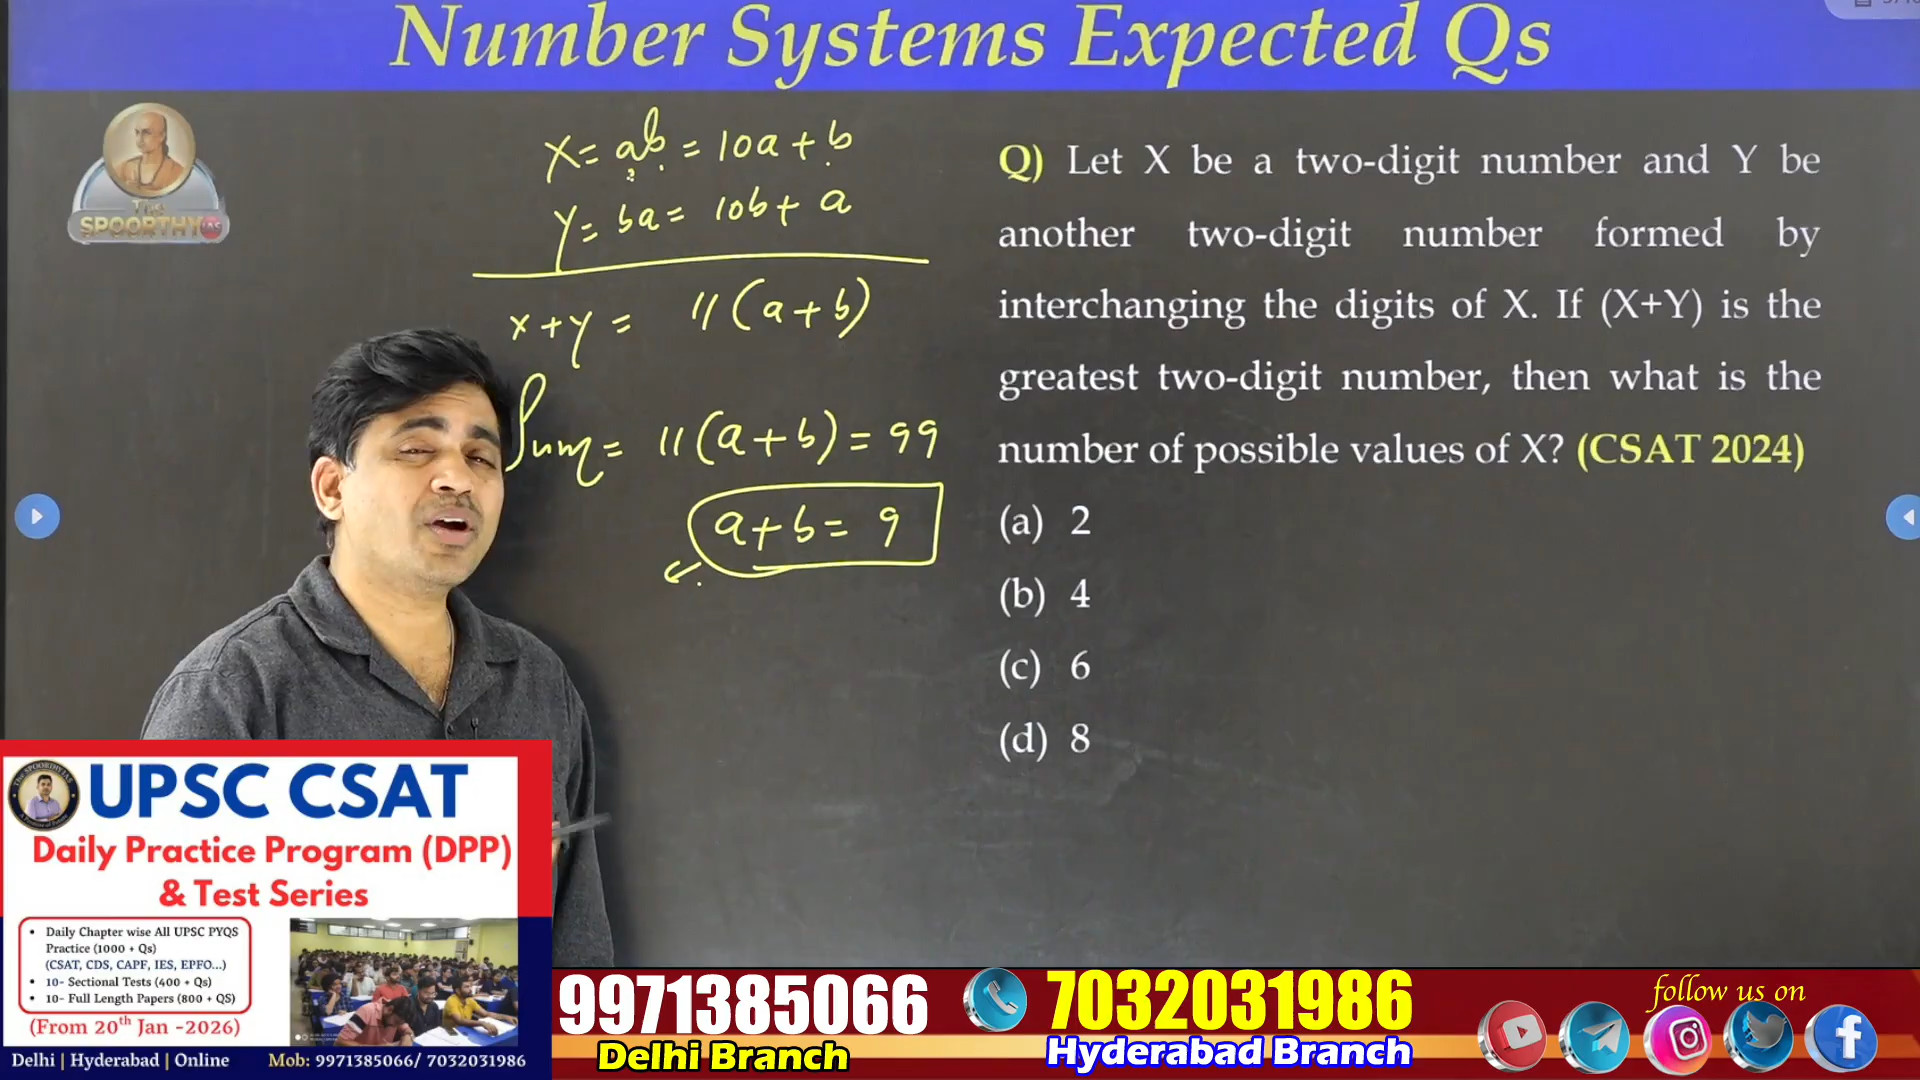 Number Systems Expected Qs
The
SPOORTHY IAS
X = ab = 10a + b
Y = ba = 10b + a
x + y = 11(a + b)
Sum = 11(a + b) = 99
a + b = 9
Q) Let X be a two-digit number and Y be
another two-digit number formed by
interchanging the digits of X. If (X+Y) is the
greatest two-digit number, then what is the
number of possible values of X? (CSAT 2024)
(a) 2
(b) 4
(c) 6
(d) 8
UPSC CSAT
Daily Practice Program (DPP)
& Test Series
• Daily Chapter wise All UPSC PYQS
Practice (1000 + Qs)
(CSAT, CDS, CAPF, IES, EPFO...)
• 10- Sectional Tests (400 + Qs)
• 10- Full Length Papers (800 + QS)
(From 20th Jan -2026)
Delhi | Hyderabad | Online Mob: 9971385066/ 7032031986
9971385066
Delhi Branch
7032031986
Hyderabad Branch
follow us on